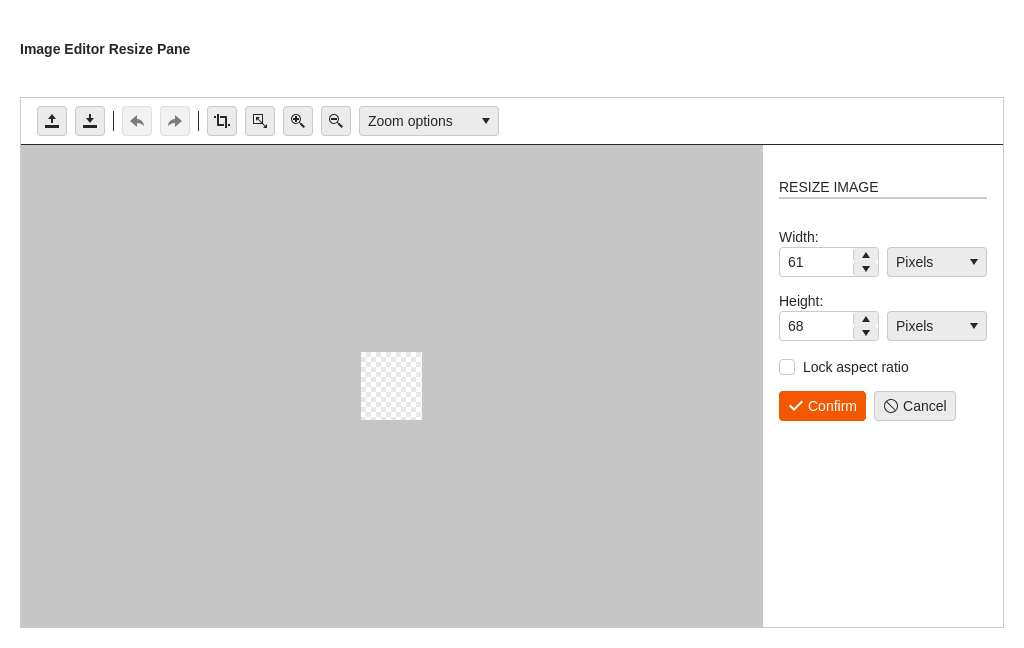 Image Editor Resize Pane
Zoom options
RESIZE IMAGE
Width:
61 Pixels
Height:
68 Pixels
Lock aspect ratio
Confirm Cancel